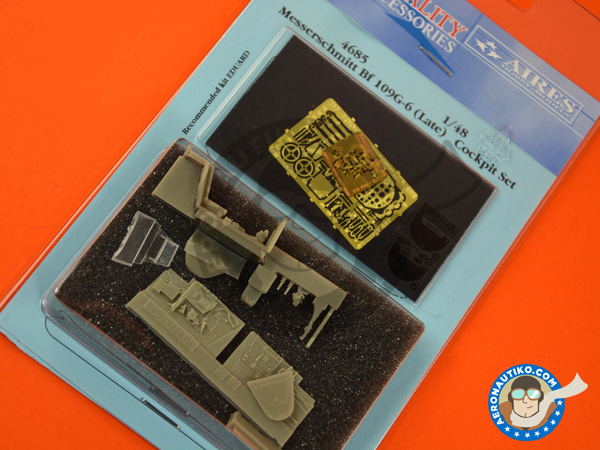 QUALITY
ACCESSORIES
AIRES
4685
1/48
Messerschmitt Bf 109G-6 (Late) Cockpit Set
Recommended kit EDUARD
AERONAUTIKO.COM